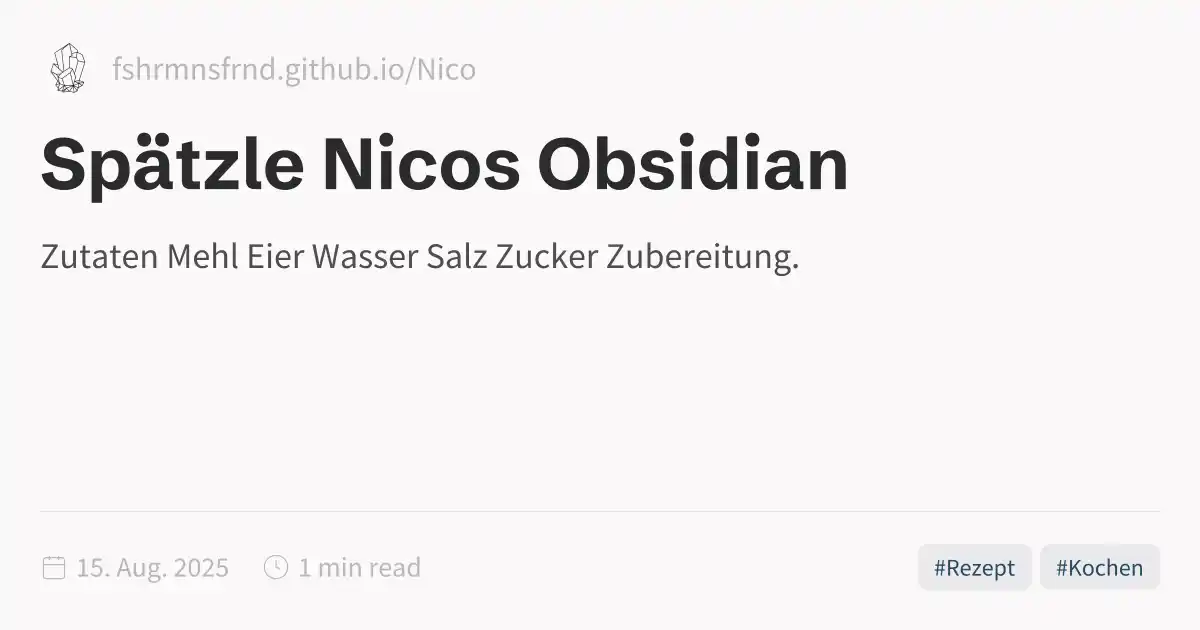 fshrmnsfrnd.github.io/Nico
Spätzle Nicos Obsidian
Zutaten Mehl Eier Wasser Salz Zucker Zubereitung.
15. Aug. 2025 1 min read #Rezept #Kochen